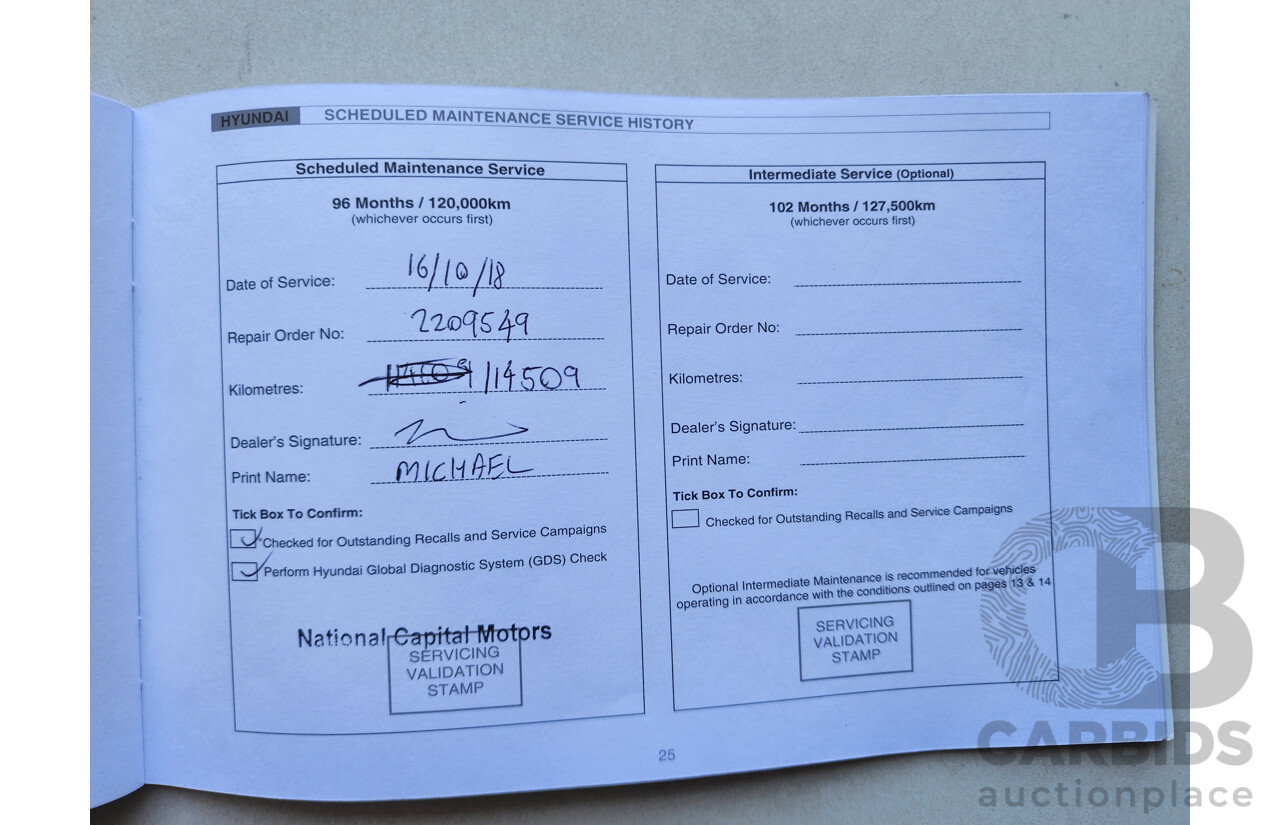 HYUNDAI SCHEDULED MAINTENANCE SERVICE HISTORY
Scheduled Maintenance Service
96 Months / 120,000km
(whichever occurs first)
Date of Service: 16/10/18
Repair Order No: 2209549
Kilometres: 114509
Dealer's Signature:
Print Name: MICHAEL
Tick Box To Confirm:
Checked for Outstanding Recalls and Service Campaigns
Perform Hyundai Global Diagnostic System (GDS) Check
National Capital Motors
SERVICING
VALIDATION
STAMP
Intermediate Service (Optional)
102 Months / 127,500km
(whichever occurs first)
Date of Service:
Repair Order No:
Kilometres:
Dealer's Signature:
Print Name:
Tick Box To Confirm:
Checked for Outstanding Recalls and Service Campaigns
Optional Intermediate Maintenance is recommended for vehicles
operating in accordance with the conditions outlined on pages 13 & 14
SERVICING
VALIDATION
STAMP
25
CB
CARBIDS
auctionplace